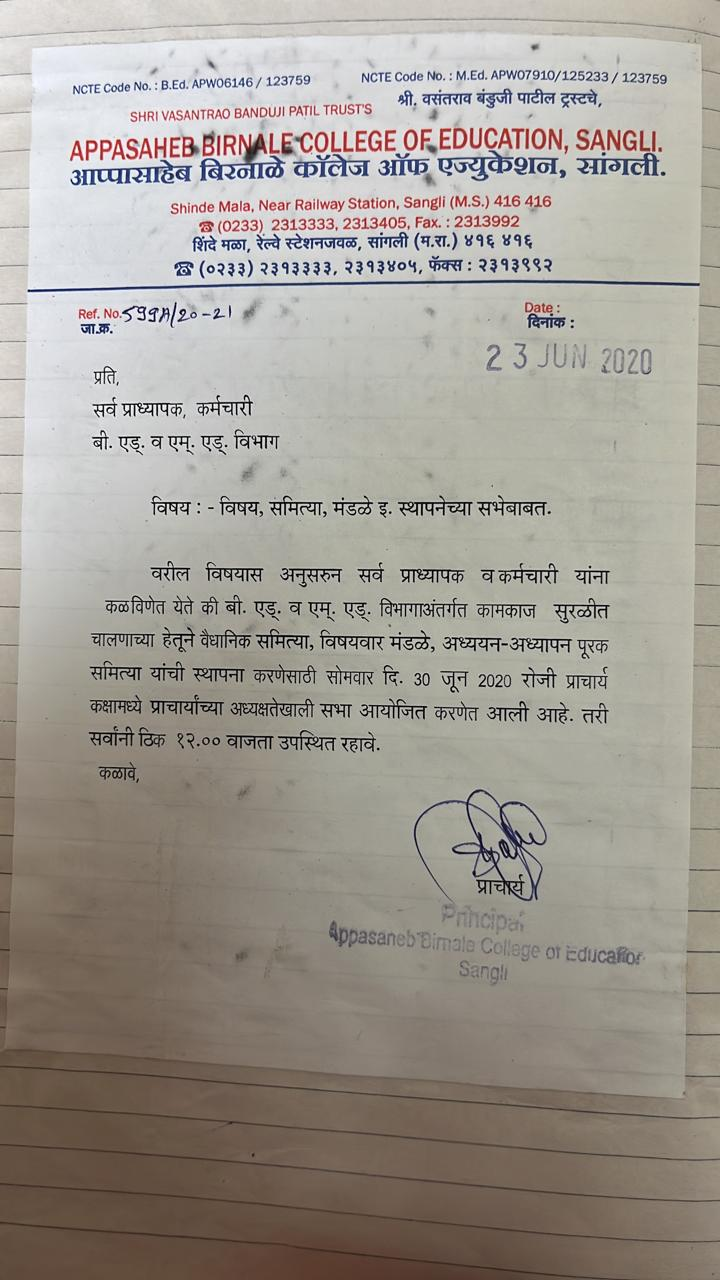 NCTE Code No. : B.Ed. APW06146 / 123759 NCTE Code No. : M.Ed. APW07910/125233 / 123759
SHRI VASANTRAO BANDUJI PATIL TRUST'S श्री. वसंतराव बंडुजी पाटील ट्रस्टचे,
APPASAHEB BIRNALE COLLEGE OF EDUCATION, SANGLI.
आप्पासाहेब बिरनाळे कॉलेज ऑफ एज्युकेशन, सांगली.
Shinde Mala, Near Railway Station, Sangli (M.S.) 416 416
☎ (0233) 2313333, 2313405, Fax. : 2313992
शिंदे मळा, रेल्वे स्टेशनजवळ, सांगली (म.रा.) ४१६ ४१६
☎ (०२३३) २३१३३३३, २३१३४०५, फॅक्स : २३१३९९२
Ref. No. /20-21 Date :
जा.क्र. दिनांक :
23 JUN 2020
प्रति,
सर्व प्राध्यापक, कर्मचारी
बी. एड्. व एम्. एड्. विभाग
विषय : - विषय, समित्या, मंडळे इ. स्थापनेच्या सभेबाबत.
वरील विषयास अनुसरुन सर्व प्राध्यापक व कर्मचारी यांना
कळविणेत येते की बी. एड्. व एम्. एड्. विभागाअंतर्गत कामकाज सुरळीत
चालणाच्या हेतूने वैधानिक समित्या, विषयवार मंडळे, अध्ययन-अध्यापन पूरक
समित्या यांची स्थापना करणेसाठी सोमवार दि. 30 जून 2020 रोजी प्राचार्य
कक्षामध्ये प्राचार्यांच्या अध्यक्षतेखाली सभा आयोजित करणेत आली आहे. तरी
सर्वांनी ठिक १२.०० वाजता उपस्थित रहावे.
कळावे,
प्राचार्य
Principal
Appasaheb Birnale College of Education
Sangli